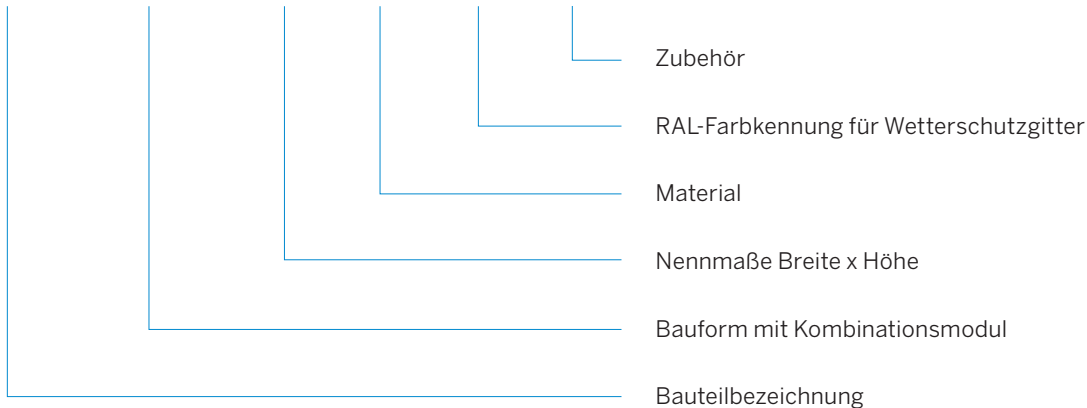 Zubehör
RAL-Farbkennung für Wetterschutzgitter
Material
Nennmaße Breite x Höhe
Bauform mit Kombinationsmodul
Bauteilbezeichnung